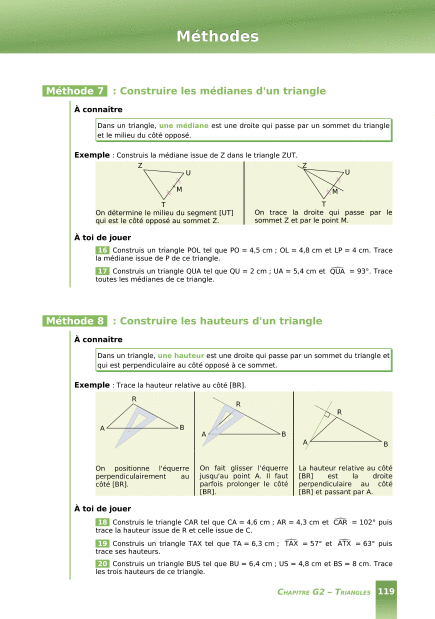 Méthodes
Méthode 7 : Construire les médianes d'un triangle
À connaître
Dans un triangle, une médiane est une droite qui passe par un sommet du triangle
et le milieu du côté opposé.
Exemple : Construis la médiane issue de Z dans le triangle ZUT.
Z
U
M
T
On détermine le milieu du segment [UT]
qui est le côté opposé au sommet Z.
Z
U
M
T
On trace la droite qui passe par le
sommet Z et par le point M.
À toi de jouer
16 Construis un triangle POL tel que PO = 4,5 cm ; OL = 4,8 cm et LP = 4 cm. Trace
la médiane issue de P de ce triangle.
17 Construis un triangle QUA tel que QU = 2 cm ; UA = 5,4 cm et QUA = 93°. Trace
toutes les médianes de ce triangle.
Méthode 8 : Construire les hauteurs d'un triangle
À connaître
Dans un triangle, une hauteur est une droite qui passe par un sommet du triangle et
qui est perpendiculaire au côté opposé à ce sommet.
Exemple : Trace la hauteur relative au côté [BR].
R
A
B
On positionne l'équerre
perpendiculairement au
côté [BR].
R
A
B
On fait glisser l'équerre
jusqu'au point A. Il faut
parfois prolonger le côté
[BR].
R
A
B
La hauteur relative au côté
[BR] est la droite
perpendiculaire au côté
[BR] et passant par A.
À toi de jouer
18 Construis le triangle CAR tel que CA = 4,6 cm ; AR = 4,3 cm et CAR = 102° puis
trace la hauteur issue de R et celle issue de C.
19 Construis un triangle TAX tel que TA = 6,3 cm ; TAX = 57° et ATX = 63° puis
trace ses hauteurs.
20 Construis un triangle BUS tel que BU = 6,4 cm ; US = 4,8 cm et BS = 8 cm. Trace
les trois hauteurs de ce triangle.
CHAPITRE G2 – TRIANGLES 119